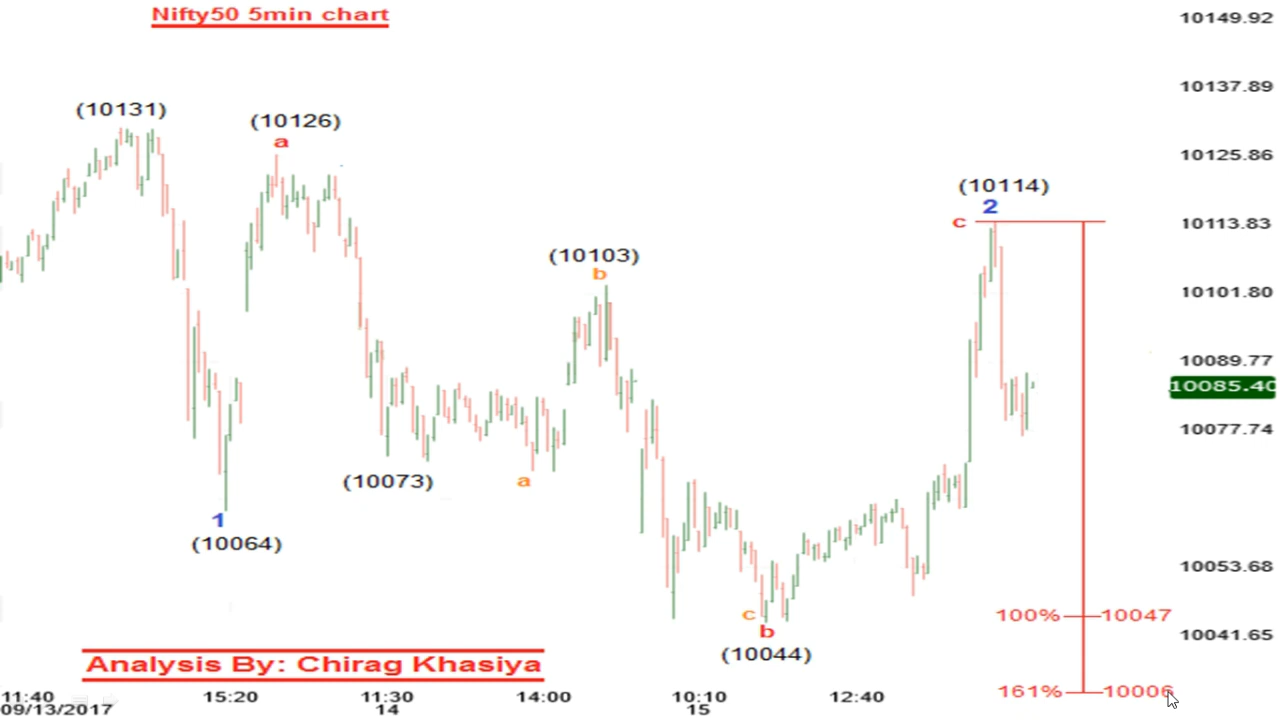 Nifty50 5min chart
10149.92
10137.89
(10131)
(10126)
a
10125.86
(10114)
2
c
10113.83
(10103)
b
10101.80
10089.77
10085.40
10077.74
(10073)
a
1
(10064)
10053.68
c
b
(10044)
100% 10047
10041.65
Analysis By: Chirag Khasiya
161% 10006
11:40 15:20 11:30 14:00 10:10 12:40
09/13/2017 14 15